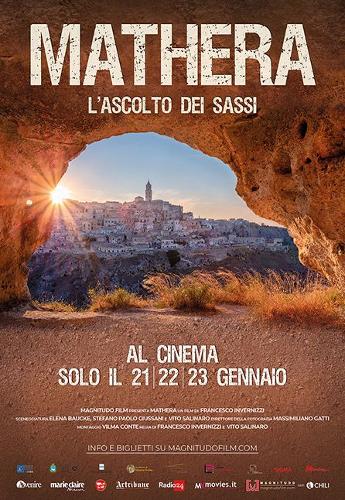 MATHERA
L'ASCOLTO DEI SASSI
AL CINEMA
SOLO IL 21|22|23 GENNAIO
MAGNITUDO FILM PRESENTA MATHERA UN FILM DI FRANCESCO INVERNIZZI
SCENEGGIATURA ELENA BAUCKE, STEFANO PAOLO GIUSSANI E VITO SALINARO DIRETTORE DELLA FOTOGRAFIA MASSIMILIANO GATTI
MONTAGGIO VILMA CONTE REGIA DI FRANCESCO INVERNIZZI E VITO SALINARO
INFO E BIGLIETTI SU MAGNITUDOFILM.COM
marie claire
Artribune
Radio24
movies.it
MAGNITUDO
CHILI